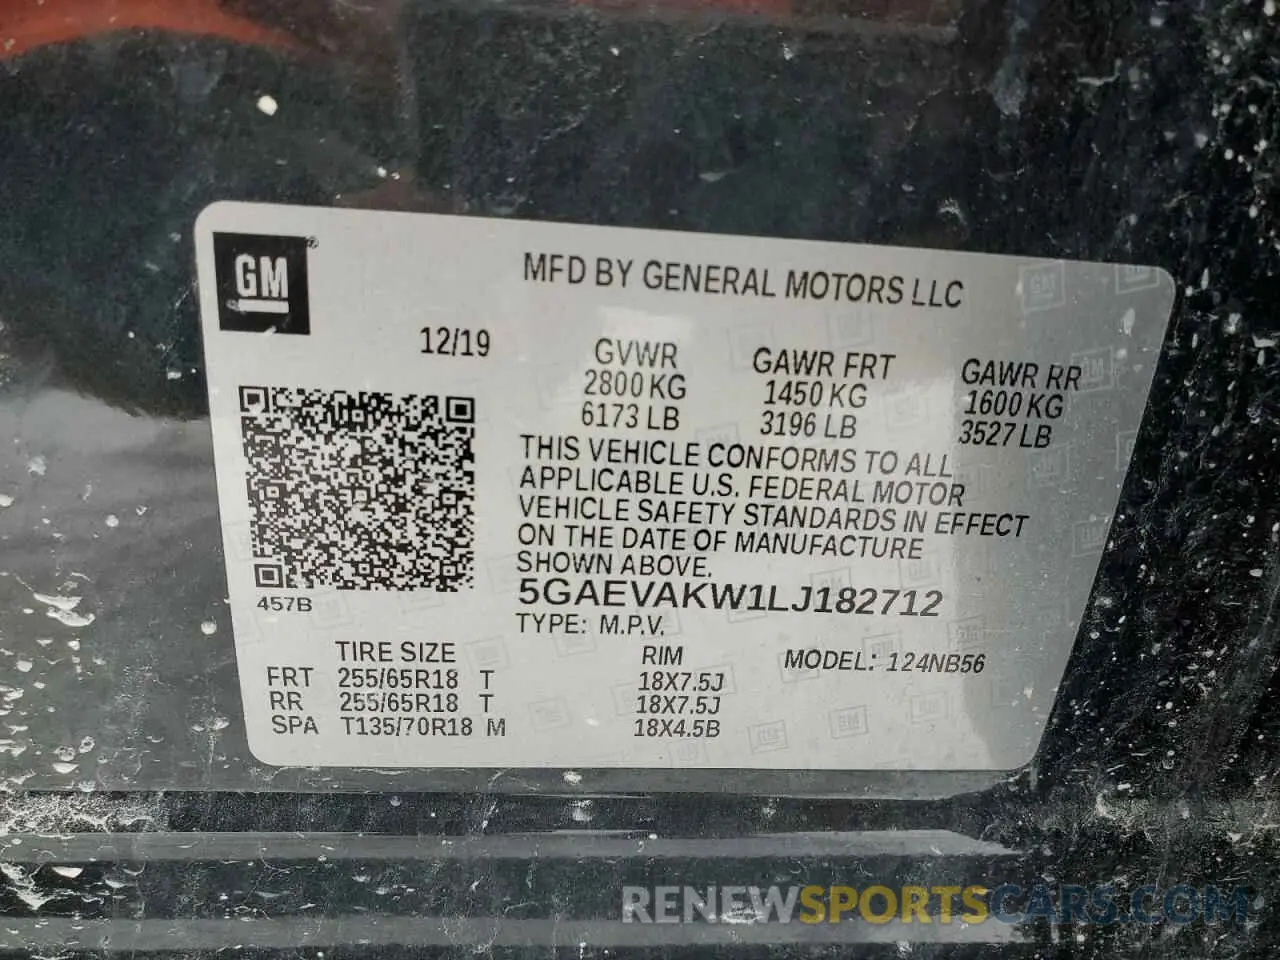 GM®
MFD BY GENERAL MOTORS LLC
12/19
GVWR GAWR FRT GAWR RR
2800 KG 1450 KG 1600 KG
6173 LB 3196 LB 3527 LB
THIS VEHICLE CONFORMS TO ALL
APPLICABLE U.S. FEDERAL MOTOR
VEHICLE SAFETY STANDARDS IN EFFECT
ON THE DATE OF MANUFACTURE
SHOWN ABOVE.
457B
5GAEVAKW1LJ182712
TYPE: M.P.V.
TIRE SIZE RIM MODEL: 124NB56
FRT 255/65R18 T 18X7.5J
RR 255/65R18 T 18X7.5J
SPA T135/70R18 M 18X4.5B
RENEWSPORTSCARS.COM